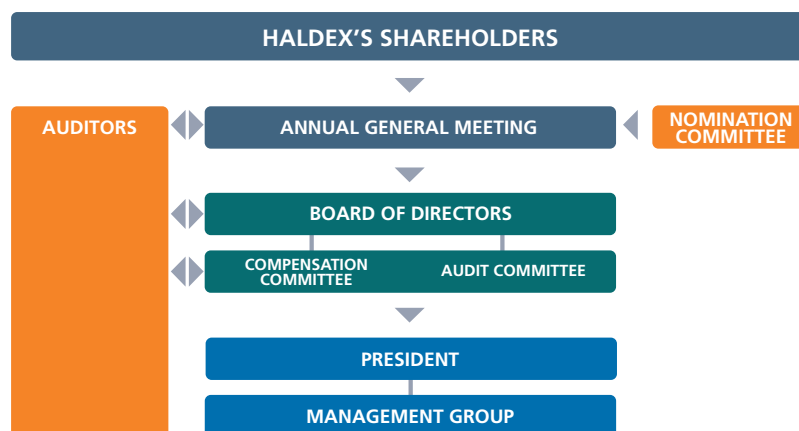 HALDEX'S SHAREHOLDERS
AUDITORS
ANNUAL GENERAL MEETING
NOMINATION
COMMITTEE
BOARD OF DIRECTORS
COMPENSATION
COMMITTEE
AUDIT COMMITTEE
PRESIDENT
MANAGEMENT GROUP